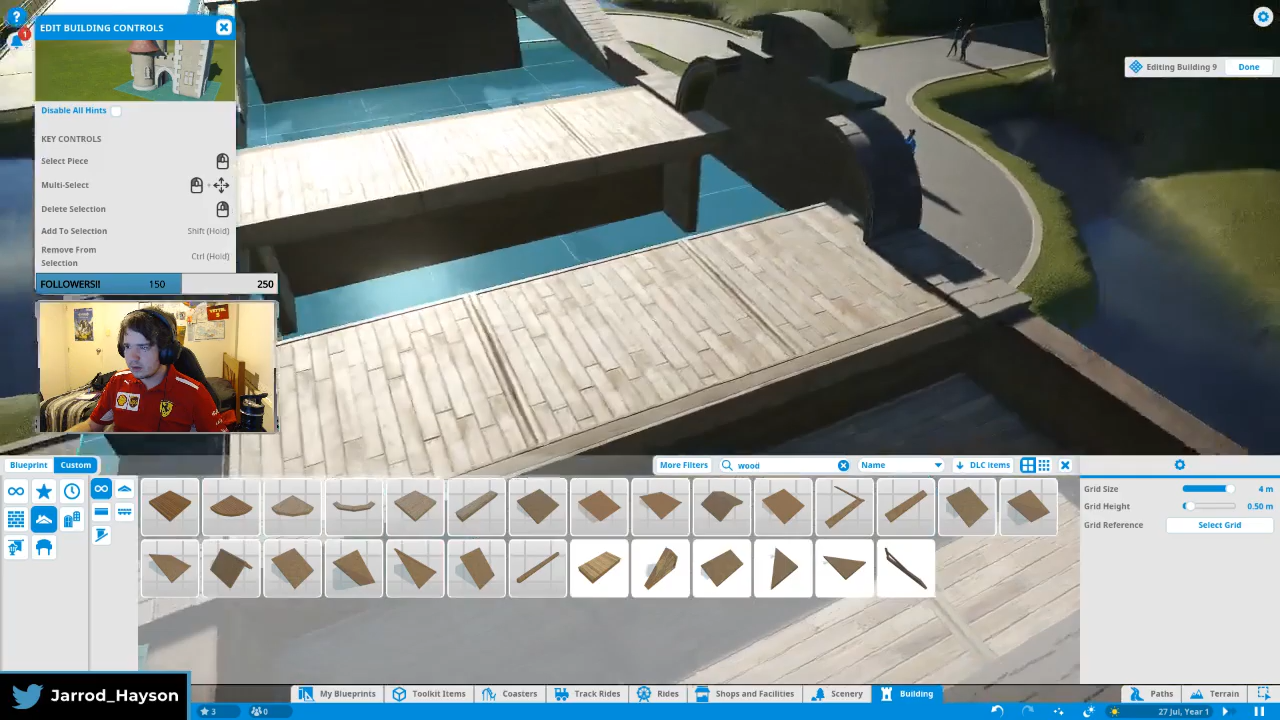 ?
1
EDIT BUILDING CONTROLS
Disable All Hints
KEY CONTROLS
Select Piece
Multi-Select
Delete Selection
Add To Selection Shift (Hold)
Remove From Selection Ctrl (Hold)
FOLLOWERS!! 150 250
Editing Building 9 Done
Blueprint Custom
More Filters wood Name DLC items
Grid Size 4 m
Grid Height 0.50 m
Grid Reference Select Grid
Jarrod_Hayson
My Blueprints Toolkit Items Coasters Track Rides Rides Shops and Facilities Scenery Building Paths Terrain
3 0 27 Jul, Year 1